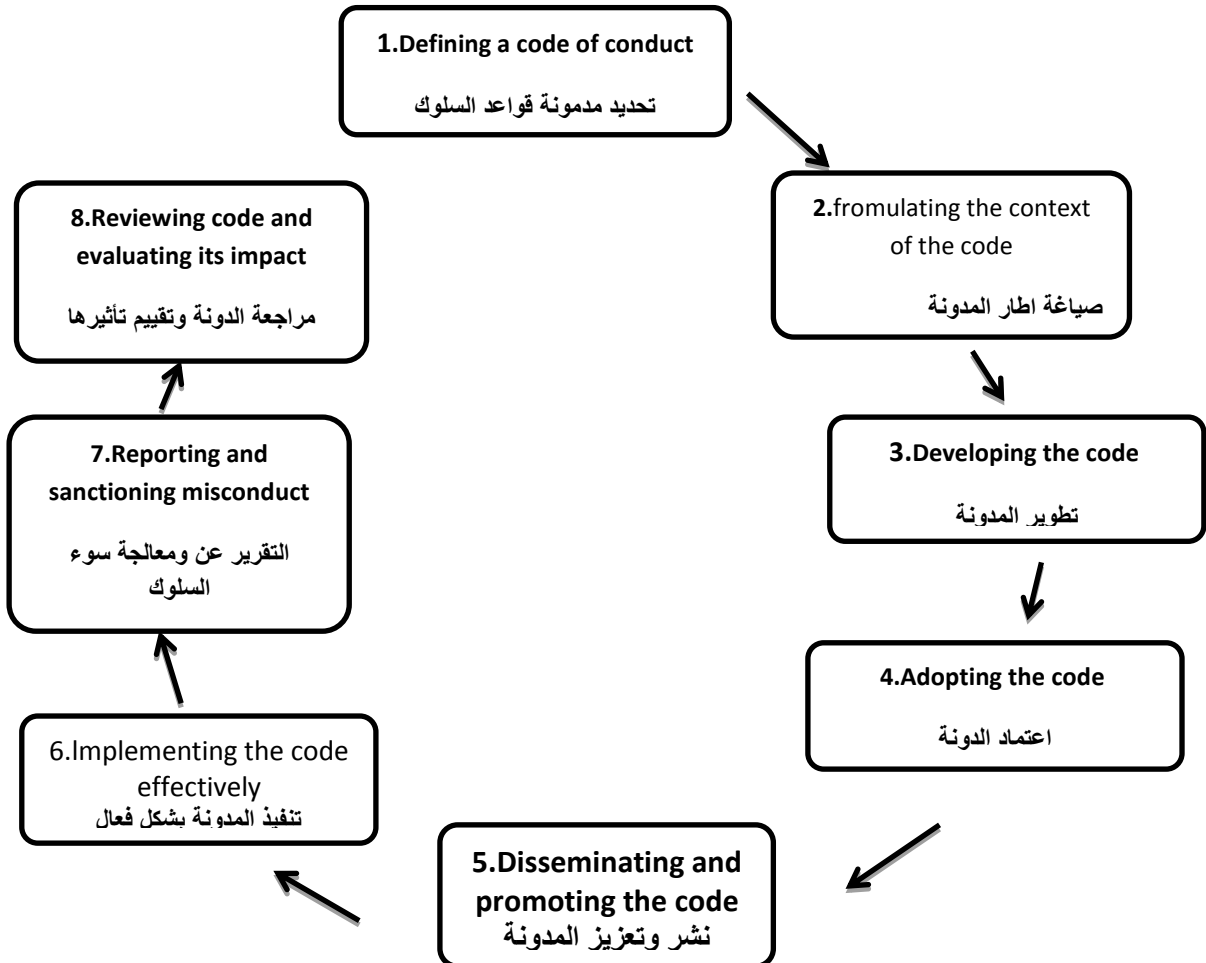 1.Defining a code of conduct
تحديد مدمونة قواعد السلوك
2.fromulating the context
of the code
صياغة اطار المدونة
3.Developing the code
تطوير المدونة
4.Adopting the code
اعتماد الدونة
5.Disseminating and
promoting the code
نشر وتعزيز المدونة
6.Implementing the code
effectively
تنفيذ المدونة بشكل فعال
7.Reporting and
sanctioning misconduct
التقرير عن ومعالجة سوء
السلوك
8.Reviewing code and
evaluating its impact
مراجعة الدونة وتقييم تأثيرها